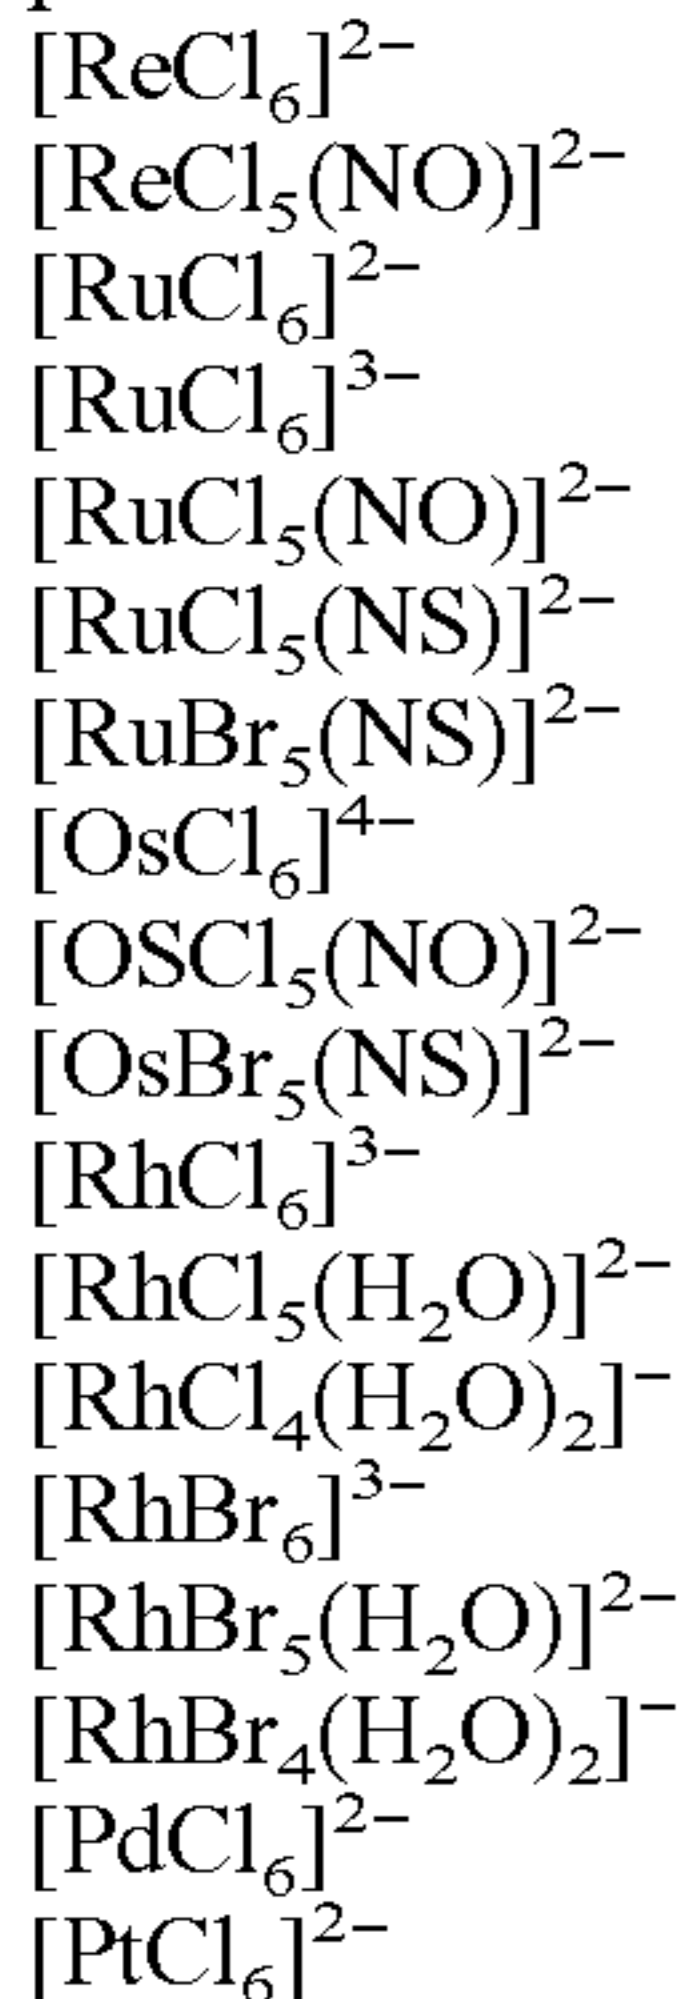 [ReCl₆]²⁻
[ReCl₅(NO)]²⁻
[RuCl₆]²⁻
[RuCl₆]³⁻
[RuCl₅(NO)]²⁻
[RuCl₅(NS)]²⁻
[RuBr₅(NS)]²⁻
[OsCl₆]⁴⁻
[OSCl₅(NO)]²⁻
[OsBr₅(NS)]²⁻
[RhCl₆]³⁻
[RhCl₅(H₂O)]²⁻
[RhCl₄(H₂O)₂]⁻
[RhBr₆]³⁻
[RhBr₅(H₂O)]²⁻
[RhBr₄(H₂O)₂]⁻
[PdCl₆]²⁻
[PtCl₆]²⁻